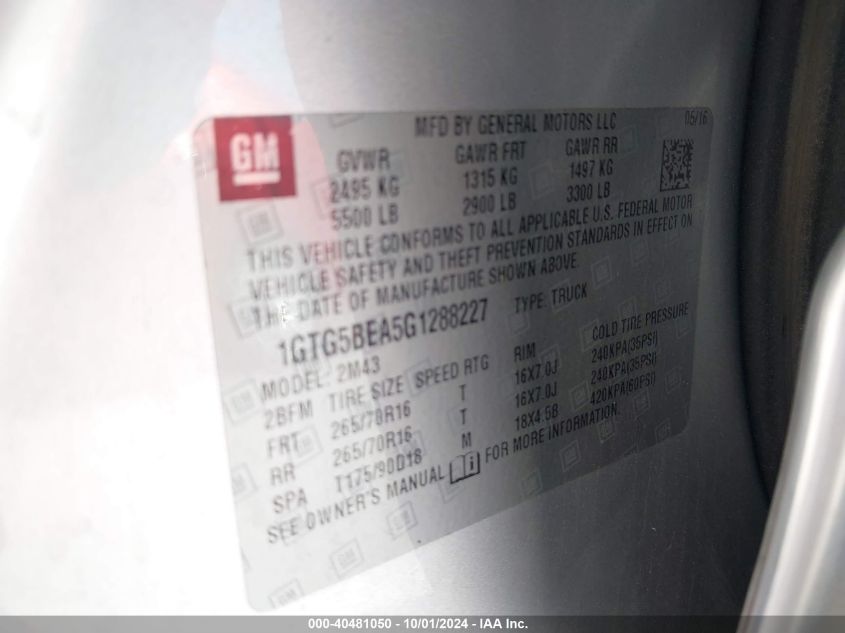 GM
MFD BY GENERAL MOTORS LLC 05/16
GVWR GAWR FRT GAWR RR
2495 KG 1315 KG 1497 KG
5500 LB 2900 LB 3300 LB
THIS VEHICLE CONFORMS TO ALL APPLICABLE U.S. FEDERAL MOTOR
VEHICLE SAFETY AND THEFT PREVENTION STANDARDS IN EFFECT ON
THE DATE OF MANUFACTURE SHOWN ABOVE.
1GTG5BEA5G1288227 TYPE: TRUCK
MODEL: 2M43
2BFM TIRE SIZE SPEED RTG RIM COLD TIRE PRESSURE
FRT 265/70R16 T 16X7.0J 240KPA(35PSI)
RR 265/70R16 T 16X7.0J 240KPA(35PSI)
SPA T175/90D18 M 18X4.5B 420KPA(60PSI)
SEE OWNER'S MANUAL FOR MORE INFORMATION.
000-40481050 - 10/01/2024 - IAA Inc.